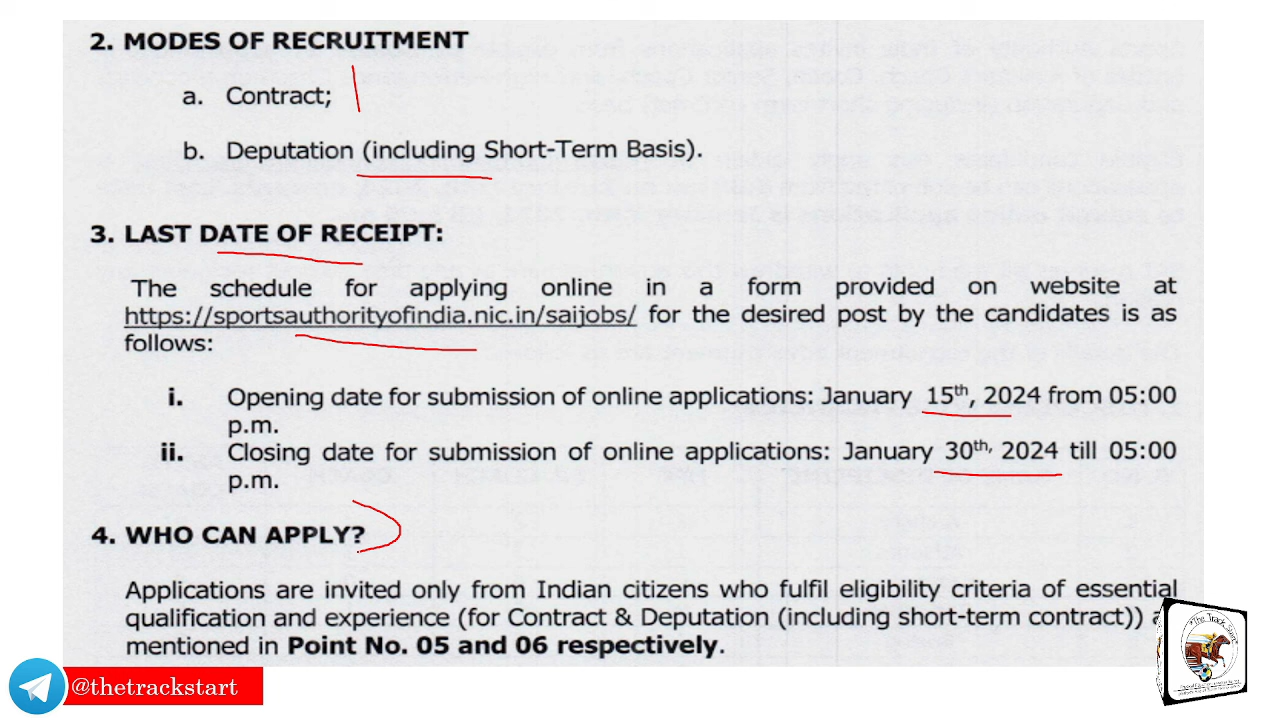 2. MODES OF RECRUITMENT
a. Contract;
b. Deputation (including Short-Term Basis).
3. LAST DATE OF RECEIPT:
The schedule for applying online in a form provided on website at
https://sportsauthorityofindia.nic.in/saijobs/ for the desired post by the candidates is as
follows:
i. Opening date for submission of online applications: January 15th, 2024 from 05:00
p.m.
ii. Closing date for submission of online applications: January 30th, 2024 till 05:00
p.m.
4. WHO CAN APPLY?
Applications are invited only from Indian citizens who fulfil eligibility criteria of essential
qualification and experience (for Contract & Deputation (including short-term contract))
mentioned in Point No. 05 and 06 respectively.
@thetrackstart
"The Track Start"